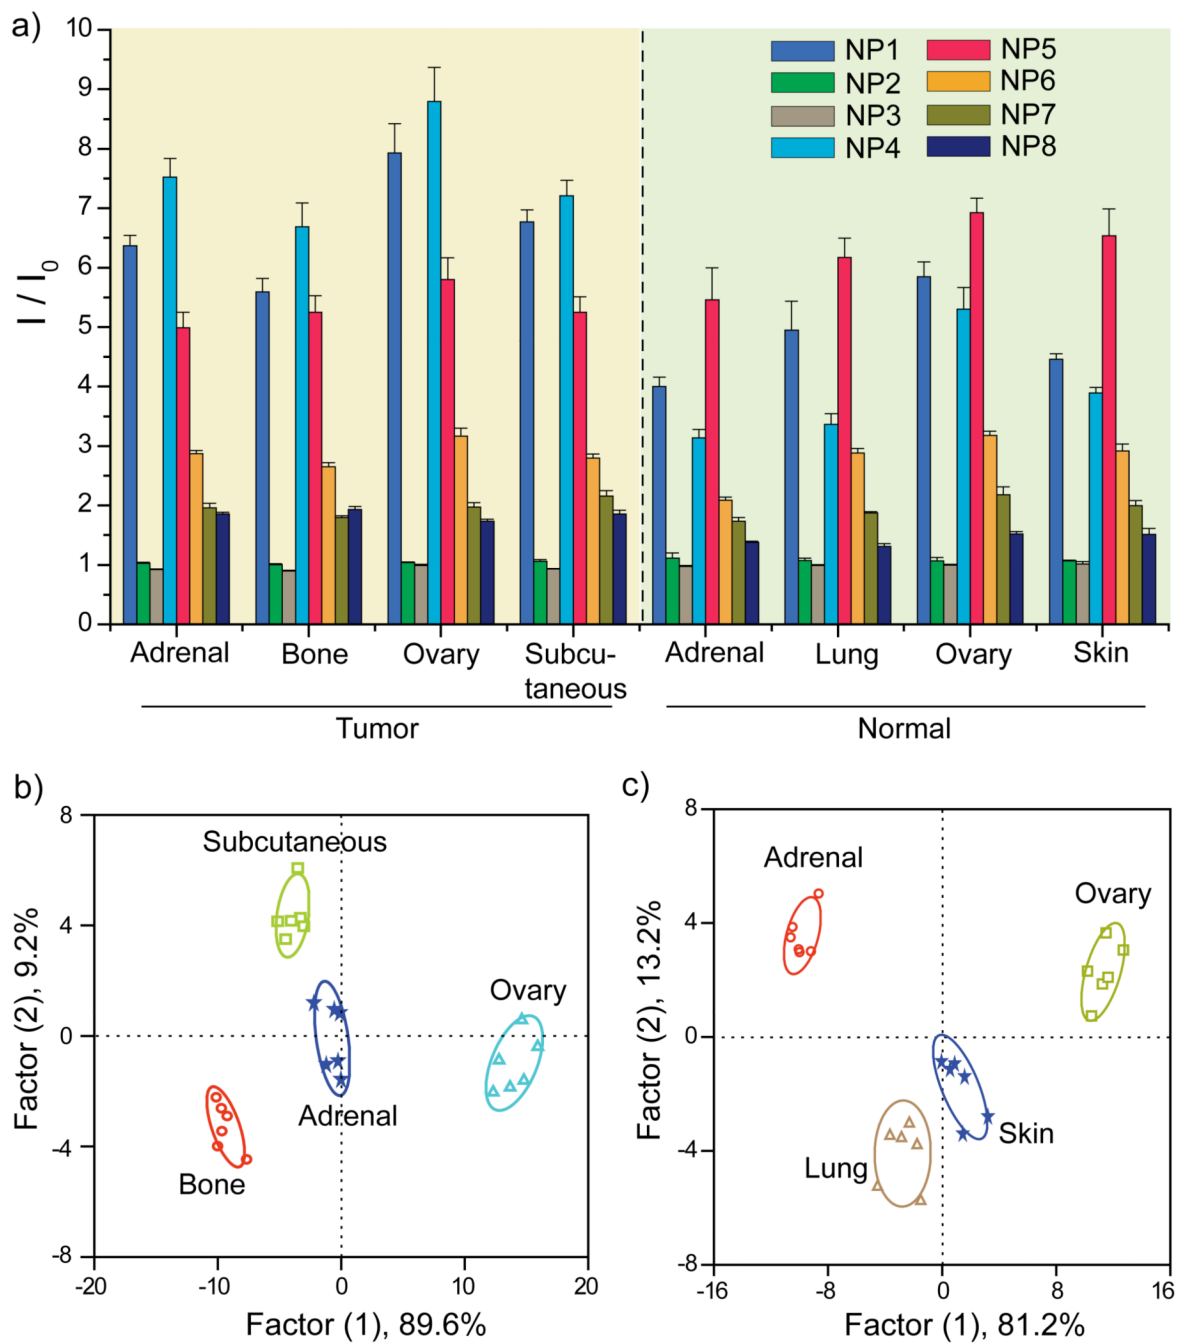 a)
10
9
8
7
6
5
4
3
2
1
0
I / I0
NP1 NP5
NP2 NP6
NP3 NP7
NP4 NP8
Adrenal Bone Ovary Subcu-
taneous
Adrenal Lung Ovary Skin
Tumor Normal
b)
8
4
0
-4
-8
Factor (2), 9.2%
Subcutaneous
Ovary
Adrenal
Bone
-20 -10 0 10 20
Factor (1), 89.6%
c)
8
4
0
-4
-8
Factor (2), 13.2%
Adrenal
Ovary
Skin
Lung
-16 -8 0 8 16
Factor (1), 81.2%